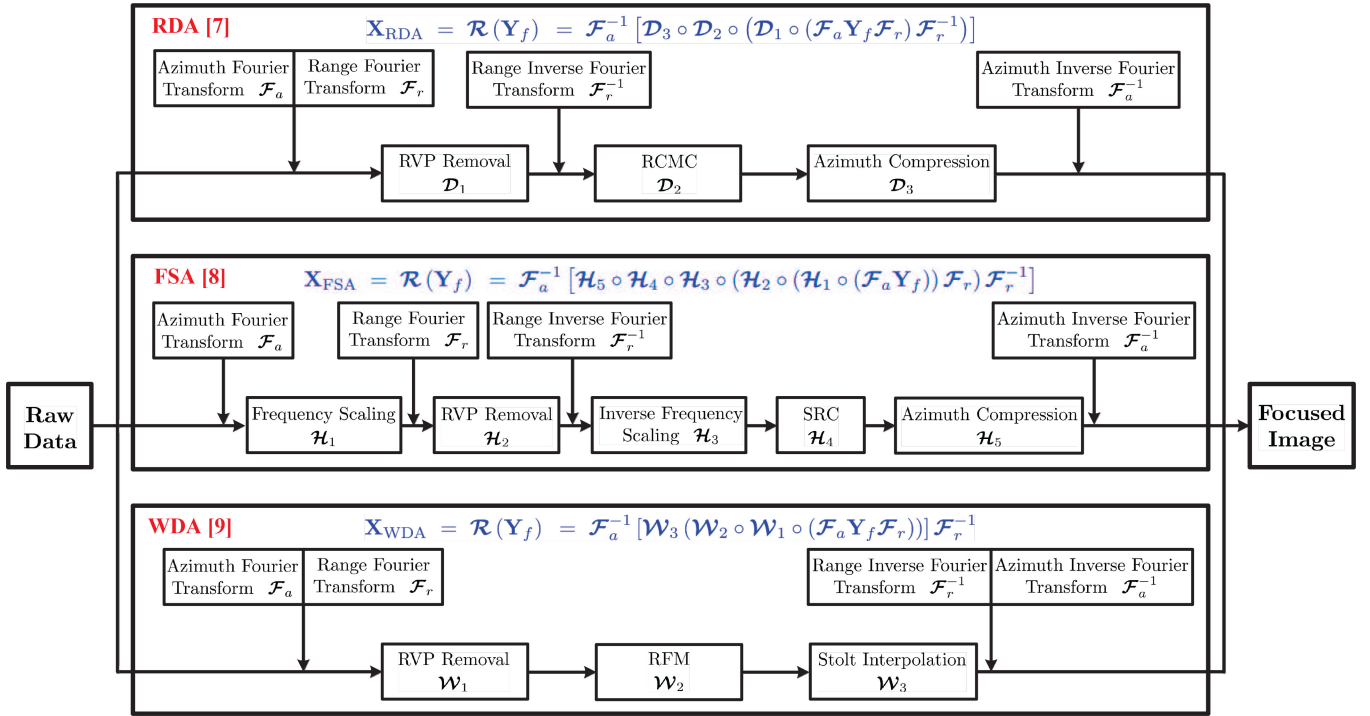 RDA [7]
𝐗_RDA = 𝓡(𝐘_f) = 𝓕_a^{-1} [𝓓_3 ∘ 𝓓_2 ∘ (𝓓_1 ∘ (𝓕_a 𝐘_f 𝓕_r) 𝓕_r^{-1})]
Azimuth Fourier
Transform 𝓕_a
Range Fourier
Transform 𝓕_r
Range Inverse Fourier
Transform 𝓕_r^{-1}
Azimuth Inverse Fourier
Transform 𝓕_a^{-1}
RVP Removal
𝓓_1
RCMC
𝓓_2
Azimuth Compression
𝓓_3
FSA [8]
𝐗_FSA = 𝓡(𝐘_f) = 𝓕_a^{-1} [𝓗_5 ∘ 𝓗_4 ∘ 𝓗_3 ∘ (𝓗_2 ∘ (𝓗_1 ∘ (𝓕_a 𝐘_f)) 𝓕_r) 𝓕_r^{-1}]
Azimuth Fourier
Transform 𝓕_a
Range Fourier
Transform 𝓕_r
Range Inverse Fourier
Transform 𝓕_r^{-1}
Azimuth Inverse Fourier
Transform 𝓕_a^{-1}
Raw
Data
Frequency Scaling
𝓗_1
RVP Removal
𝓗_2
Inverse Frequency
Scaling 𝓗_3
SRC
𝓗_4
Azimuth Compression
𝓗_5
Focused
Image
WDA [9]
𝐗_WDA = 𝓡(𝐘_f) = 𝓕_a^{-1} [𝓦_3 (𝓦_2 ∘ 𝓦_1 ∘ (𝓕_a 𝐘_f 𝓕_r))] 𝓕_r^{-1}
Azimuth Fourier
Transform 𝓕_a
Range Fourier
Transform 𝓕_r
Range Inverse Fourier
Transform 𝓕_r^{-1}
Azimuth Inverse Fourier
Transform 𝓕_a^{-1}
RVP Removal
𝓦_1
RFM
𝓦_2
Stolt Interpolation
𝓦_3